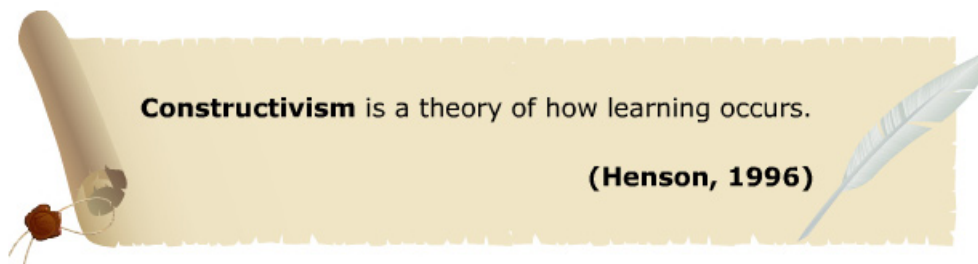 Constructivism is a theory of how learning occurs.
(Henson, 1996)